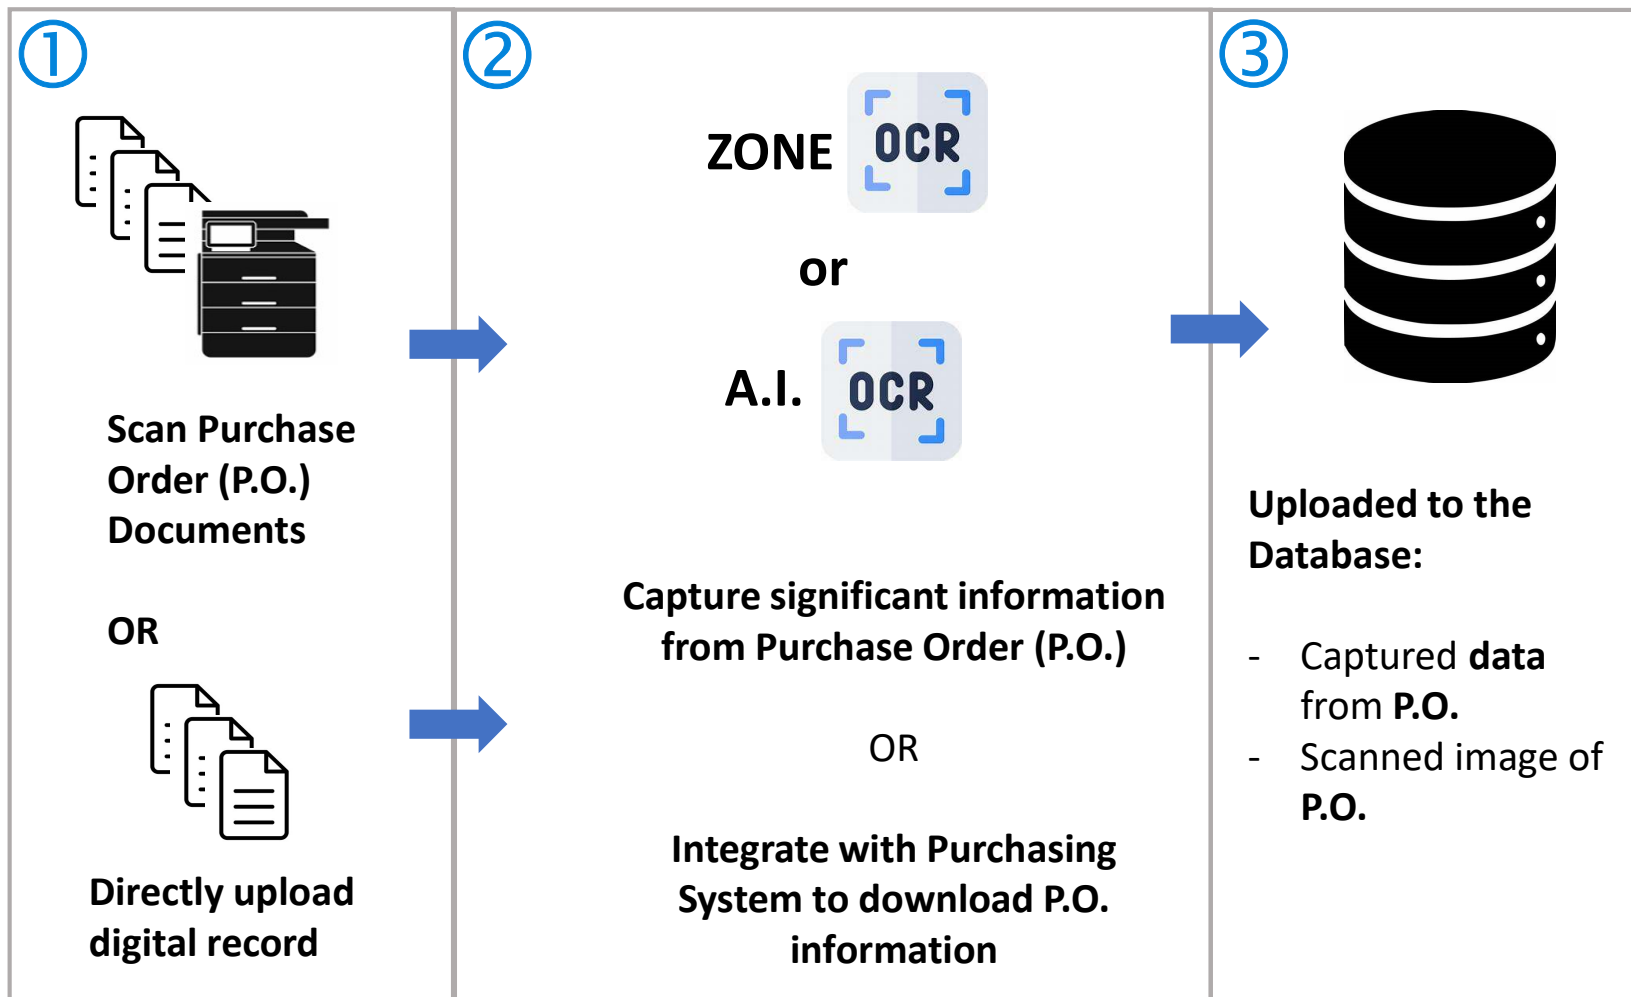 1
Scan Purchase
Order (P.O.)
Documents
OR
Directly upload
digital record
2
ZONE OCR
or
A.I. OCR
Capture significant information
from Purchase Order (P.O.)
OR
Integrate with Purchasing
System to download P.O.
information
3
Uploaded to the
Database:
- Captured data
from P.O.
- Scanned image of
P.O.